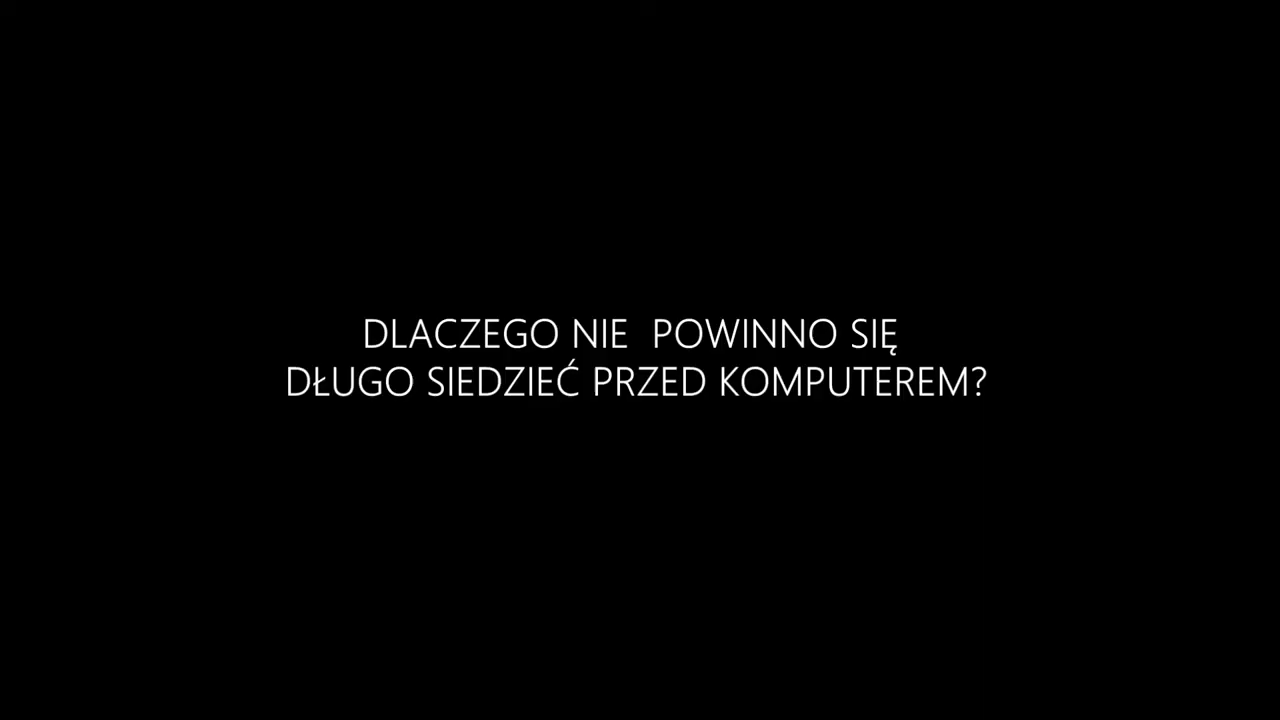 DLACZEGO NIE  POWINNO SIĘ
DŁUGO SIEDZIEĆ PRZED KOMPUTEREM?